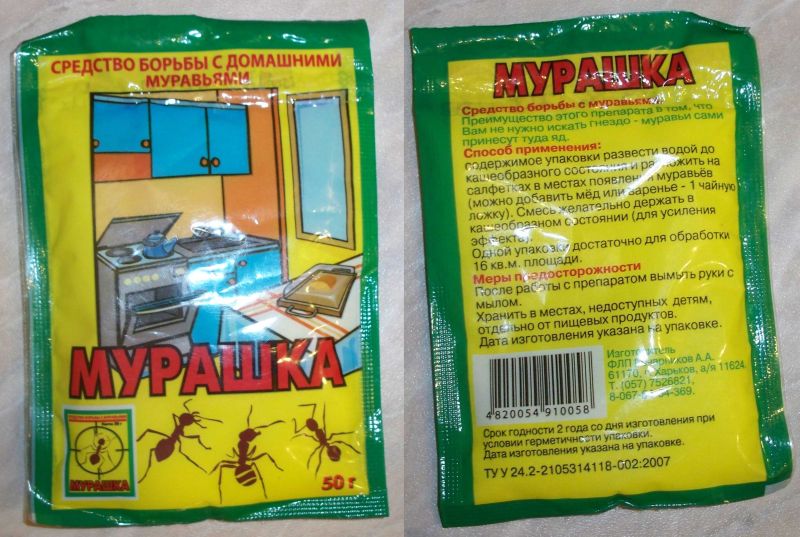 СРЕДСТВО БОРЬБЫ С ДОМАШНИМИ
МУРАВЬЯМИ
МУРАШКА
МУРАШКА
50 г
МУРАШКА
Средство борьбы с муравьями
Преимущество этого препарата в том, что
Вам не нужно искать гнездо - муравьи сами
принесут туда яд.
Способ применения:
содержимое упаковки развести водой до
кашеобразного состояния и разложить на
салфетках в местах появления муравьёв
(можно добавить мёд или варенье - 1 чайную
ложку). Смесь желательно держать в
кашеобразном состоянии (для усиления
эффекта).
Одной упаковки достаточно для обработки
16 кв.м. площади.
Меры предосторожности
После работы с препаратом вымыть руки с
мылом.
Хранить в местах, недоступных детям,
отдельно от пищевых продуктов.
Дата изготовления указана на упаковке.
Изготовитель
ФЛП А.А.
61170, г.Харьков, а/я 11624,
Т. (057) 7526821,
4 820054 910058
Срок годности 2 года со дня изготовления при
условии герметичности упаковки.
Дата изготовления указана на упаковке.
ТУ У 24.2-2105314118-002:2007